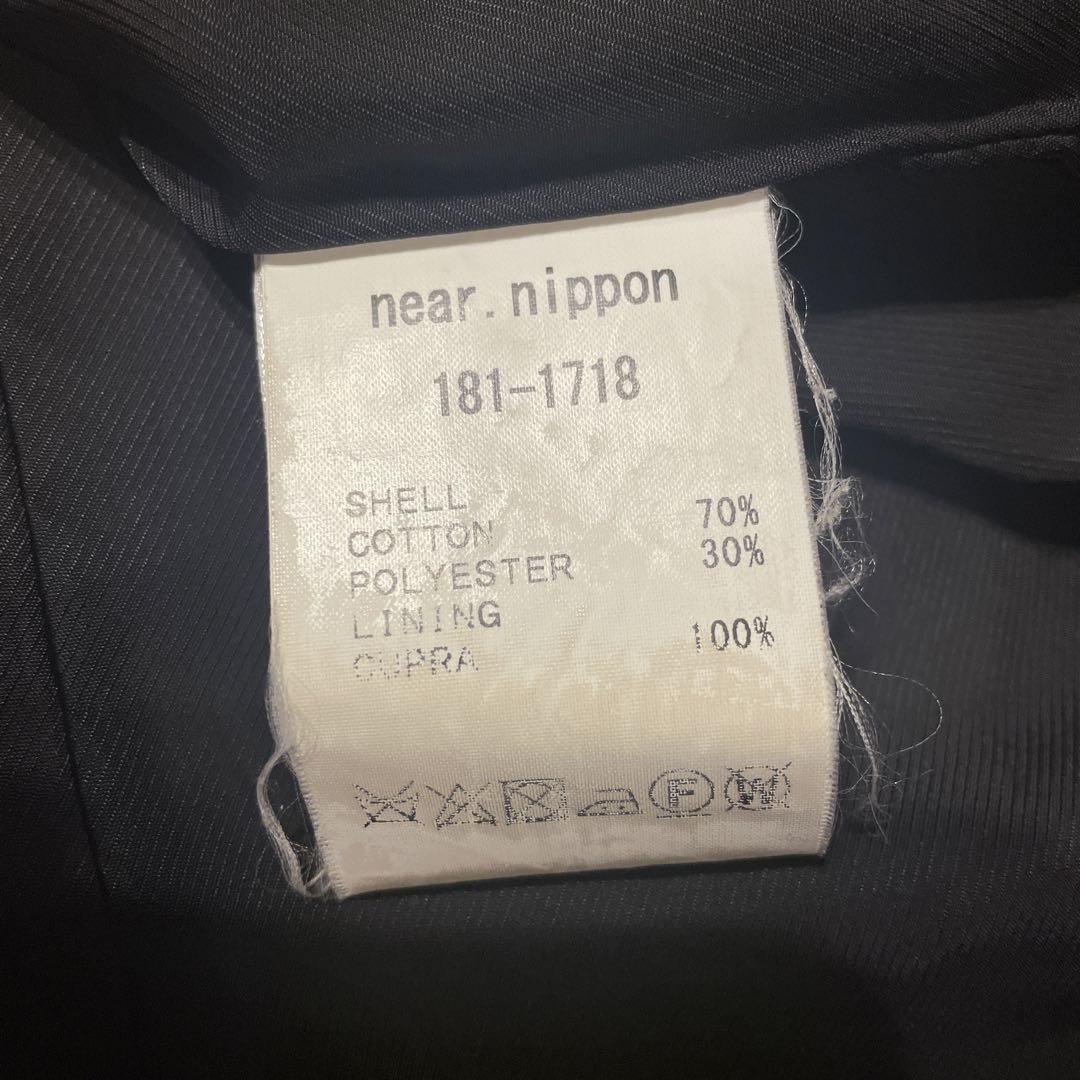 near.nippon
181-1718
SHELL
COTTON 70%
POLYESTER 30%
LINING
CUPRA 100%
F W